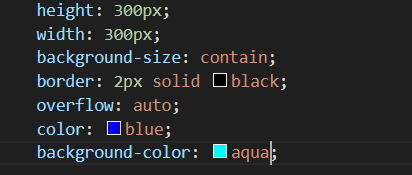 height: 300px;
width: 300px;
background-size: contain;
border: 2px solid black;
overflow: auto;
color: blue;
background-color: aqua;